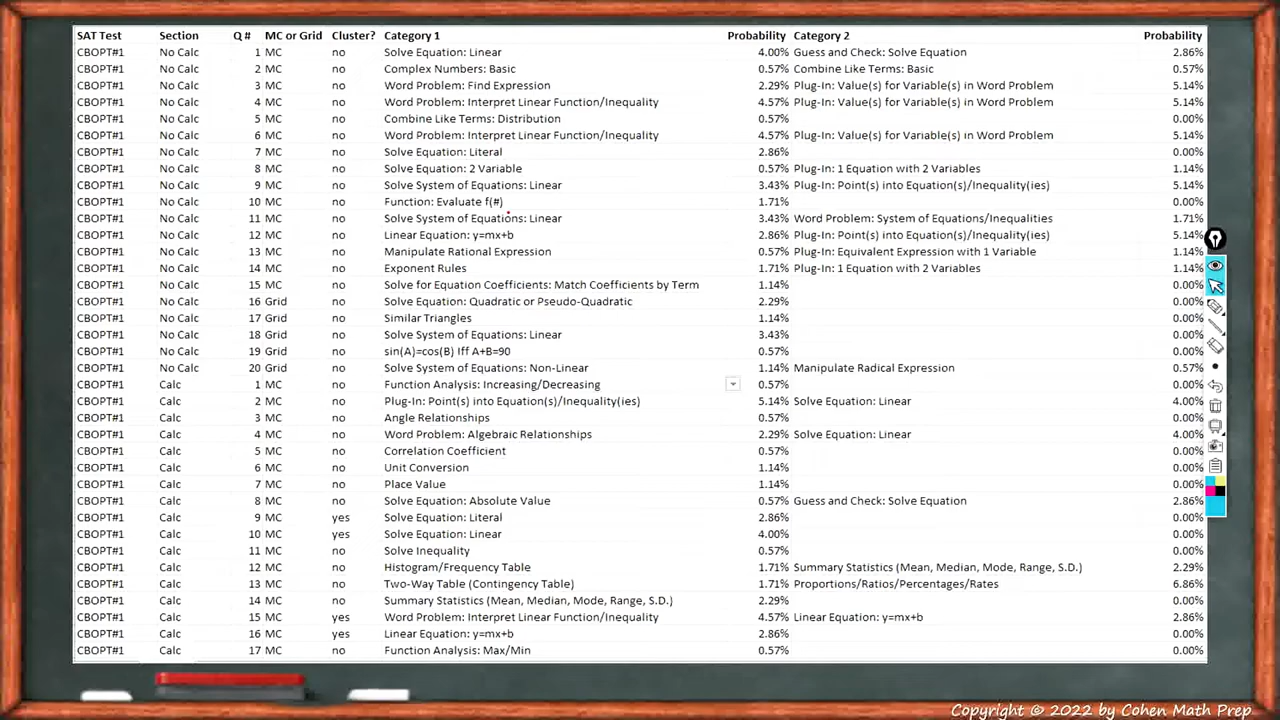 SAT Test Section Q # MC or Grid Cluster? Category 1 Probability Category 2 Probability
CBOPT#1 No Calc 1 MC no Solve Equation: Linear 4.00% Guess and Check: Solve Equation 2.86%
CBOPT#1 No Calc 2 MC no Complex Numbers: Basic 0.57% Combine Like Terms: Basic 0.57%
CBOPT#1 No Calc 3 MC no Word Problem: Find Expression 2.29% Plug-In: Value(s) for Variable(s) in Word Problem 5.14%
CBOPT#1 No Calc 4 MC no Word Problem: Interpret Linear Function/Inequality 4.57% Plug-In: Value(s) for Variable(s) in Word Problem 5.14%
CBOPT#1 No Calc 5 MC no Combine Like Terms: Distribution 0.57% 0.00%
CBOPT#1 No Calc 6 MC no Word Problem: Interpret Linear Function/Inequality 4.57% Plug-In: Value(s) for Variable(s) in Word Problem 5.14%
CBOPT#1 No Calc 7 MC no Solve Equation: Literal 2.86% 0.00%
CBOPT#1 No Calc 8 MC no Solve Equation: 2 Variable 0.57% Plug-In: 1 Equation with 2 Variables 1.14%
CBOPT#1 No Calc 9 MC no Solve System of Equations: Linear 3.43% Plug-In: Point(s) into Equation(s)/Inequality(ies) 5.14%
CBOPT#1 No Calc 10 MC no Function: Evaluate f(#) 1.71% 0.00%
CBOPT#1 No Calc 11 MC no Solve System of Equations: Linear 3.43% Word Problem: System of Equations/Inequalities 1.71%
CBOPT#1 No Calc 12 MC no Linear Equation: y=mx+b 2.86% Plug-In: Point(s) into Equation(s)/Inequality(ies) 5.14%
CBOPT#1 No Calc 13 MC no Manipulate Rational Expression 0.57% Plug-In: Equivalent Expression with 1 Variable 1.14%
CBOPT#1 No Calc 14 MC no Exponent Rules 1.71% Plug-In: 1 Equation with 2 Variables 1.14%
CBOPT#1 No Calc 15 MC no Solve for Equation Coefficients: Match Coefficients by Term 1.14% 0.00%
CBOPT#1 No Calc 16 Grid no Solve Equation: Quadratic or Pseudo-Quadratic 2.29% 0.00%
CBOPT#1 No Calc 17 Grid no Similar Triangles 1.14% 0.00%
CBOPT#1 No Calc 18 Grid no Solve System of Equations: Linear 3.43% 0.00%
CBOPT#1 No Calc 19 Grid no sin(A)=cos(B) Iff A+B=90 0.57% 0.00%
CBOPT#1 No Calc 20 Grid no Solve System of Equations: Non-Linear 1.14% Manipulate Radical Expression 0.57%
CBOPT#1 Calc 1 MC no Function Analysis: Increasing/Decreasing 0.57% 0.00%
CBOPT#1 Calc 2 MC no Plug-In: Point(s) into Equation(s)/Inequality(ies) 5.14% Solve Equation: Linear 4.00%
CBOPT#1 Calc 3 MC no Angle Relationships 0.57% 0.00%
CBOPT#1 Calc 4 MC no Word Problem: Algebraic Relationships 2.29% Solve Equation: Linear 4.00%
CBOPT#1 Calc 5 MC no Correlation Coefficient 0.57% 0.00%
CBOPT#1 Calc 6 MC no Unit Conversion 1.14% 0.00%
CBOPT#1 Calc 7 MC no Place Value 1.14% 0.00%
CBOPT#1 Calc 8 MC no Solve Equation: Absolute Value 0.57% Guess and Check: Solve Equation 2.86%
CBOPT#1 Calc 9 MC yes Solve Equation: Literal 2.86% 0.00%
CBOPT#1 Calc 10 MC yes Solve Equation: Linear 4.00% 0.00%
CBOPT#1 Calc 11 MC no Solve Inequality 0.57% 0.00%
CBOPT#1 Calc 12 MC no Histogram/Frequency Table 1.71% Summary Statistics (Mean, Median, Mode, Range, S.D.) 2.29%
CBOPT#1 Calc 13 MC no Two-Way Table (Contingency Table) 1.71% Proportions/Ratios/Percentages/Rates 6.86%
CBOPT#1 Calc 14 MC no Summary Statistics (Mean, Median, Mode, Range, S.D.) 2.29% 0.00%
CBOPT#1 Calc 15 MC yes Word Problem: Interpret Linear Function/Inequality 4.57% Linear Equation: y=mx+b 2.86%
CBOPT#1 Calc 16 MC yes Linear Equation: y=mx+b 2.86% 0.00%
CBOPT#1 Calc 17 MC no Function Analysis: Max/Min 0.57% 0.00%
Copyright © 2022 by Cohen Math Prep